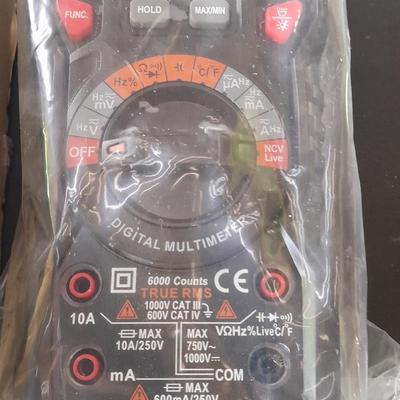 FUNC.
HOLD
MAX/MIN
Hz%
Ω
°C/°F
Hz
mV
μA Hz
Hz
mA
Hz
V
Hz
A
OFF
NCV
Live
DIGITAL MULTIMETER
6000 Counts
CE
TRUE RMS
1000V CAT III
600V CAT IV
10A
VΩHz%Live°C/°F
MAX
10A/250V
MAX
750V~
1000V
mA
COM
MAX
600mA/250V